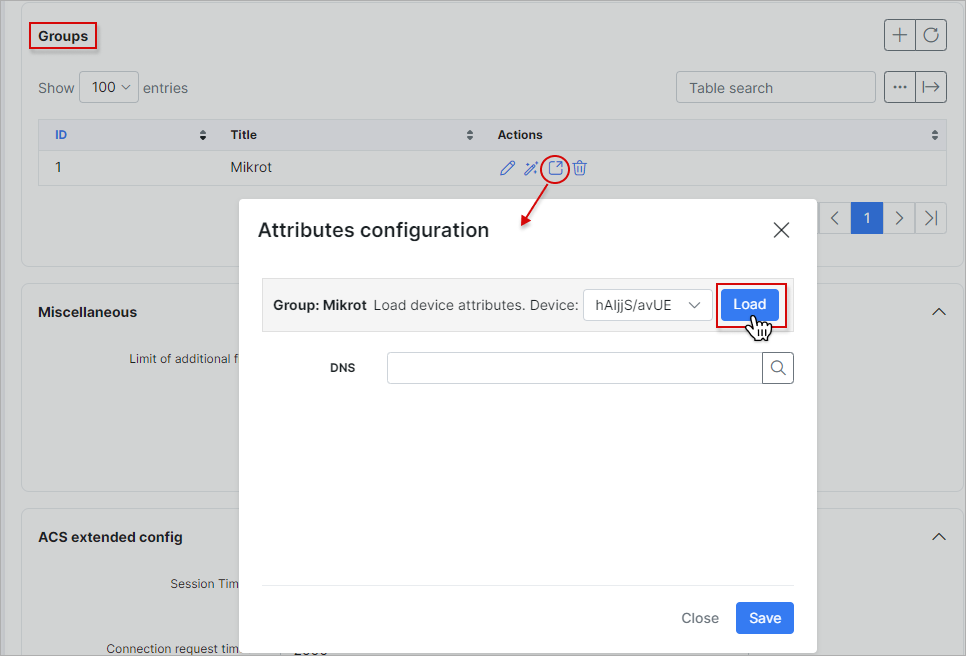 Groups
Show 100 entries
Table search
ID Title Actions
1 Mikrot
1
Attributes configuration
Group: Mikrot Load device attributes. Device: hAljjS/avUE Load
DNS
Miscellaneous
Limit of additional f
ACS extended config
Session Tim
Close Save
Connection request tim